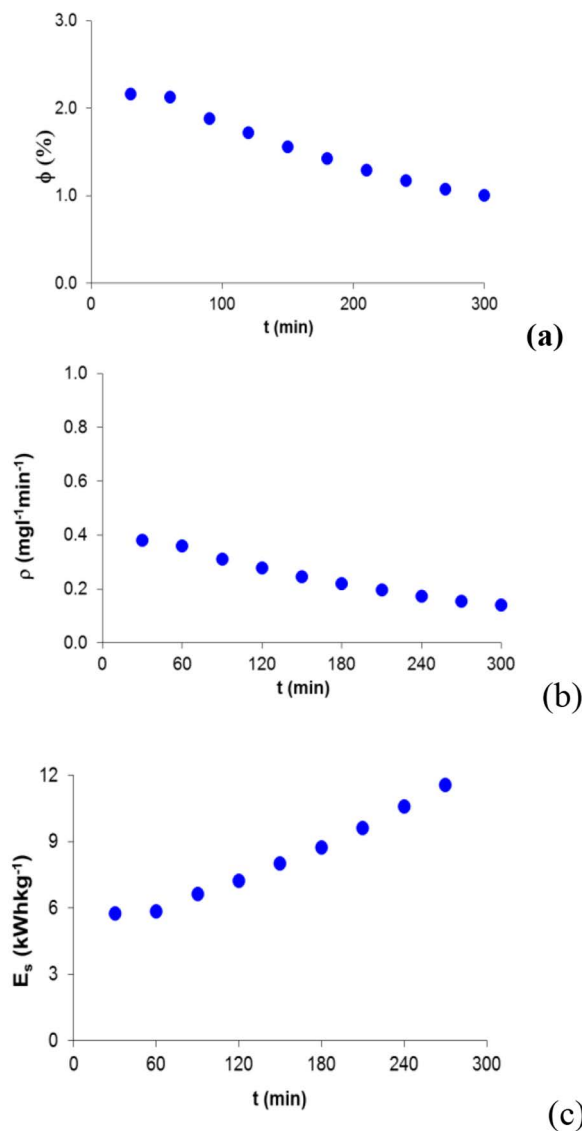 3.0
2.0
ϕ (%)
1.0
0.0
0 100 200 300
t (min)
(a)
1.0
0.8
0.6
ρ (mgl⁻¹min⁻¹)
0.4
0.2
0.0
0 60 120 180 240 300
t (min)
(b)
12
9
Eₛ (kWhkg⁻¹)
6
3
0
0 60 120 180 240 300
t (min)
(c)